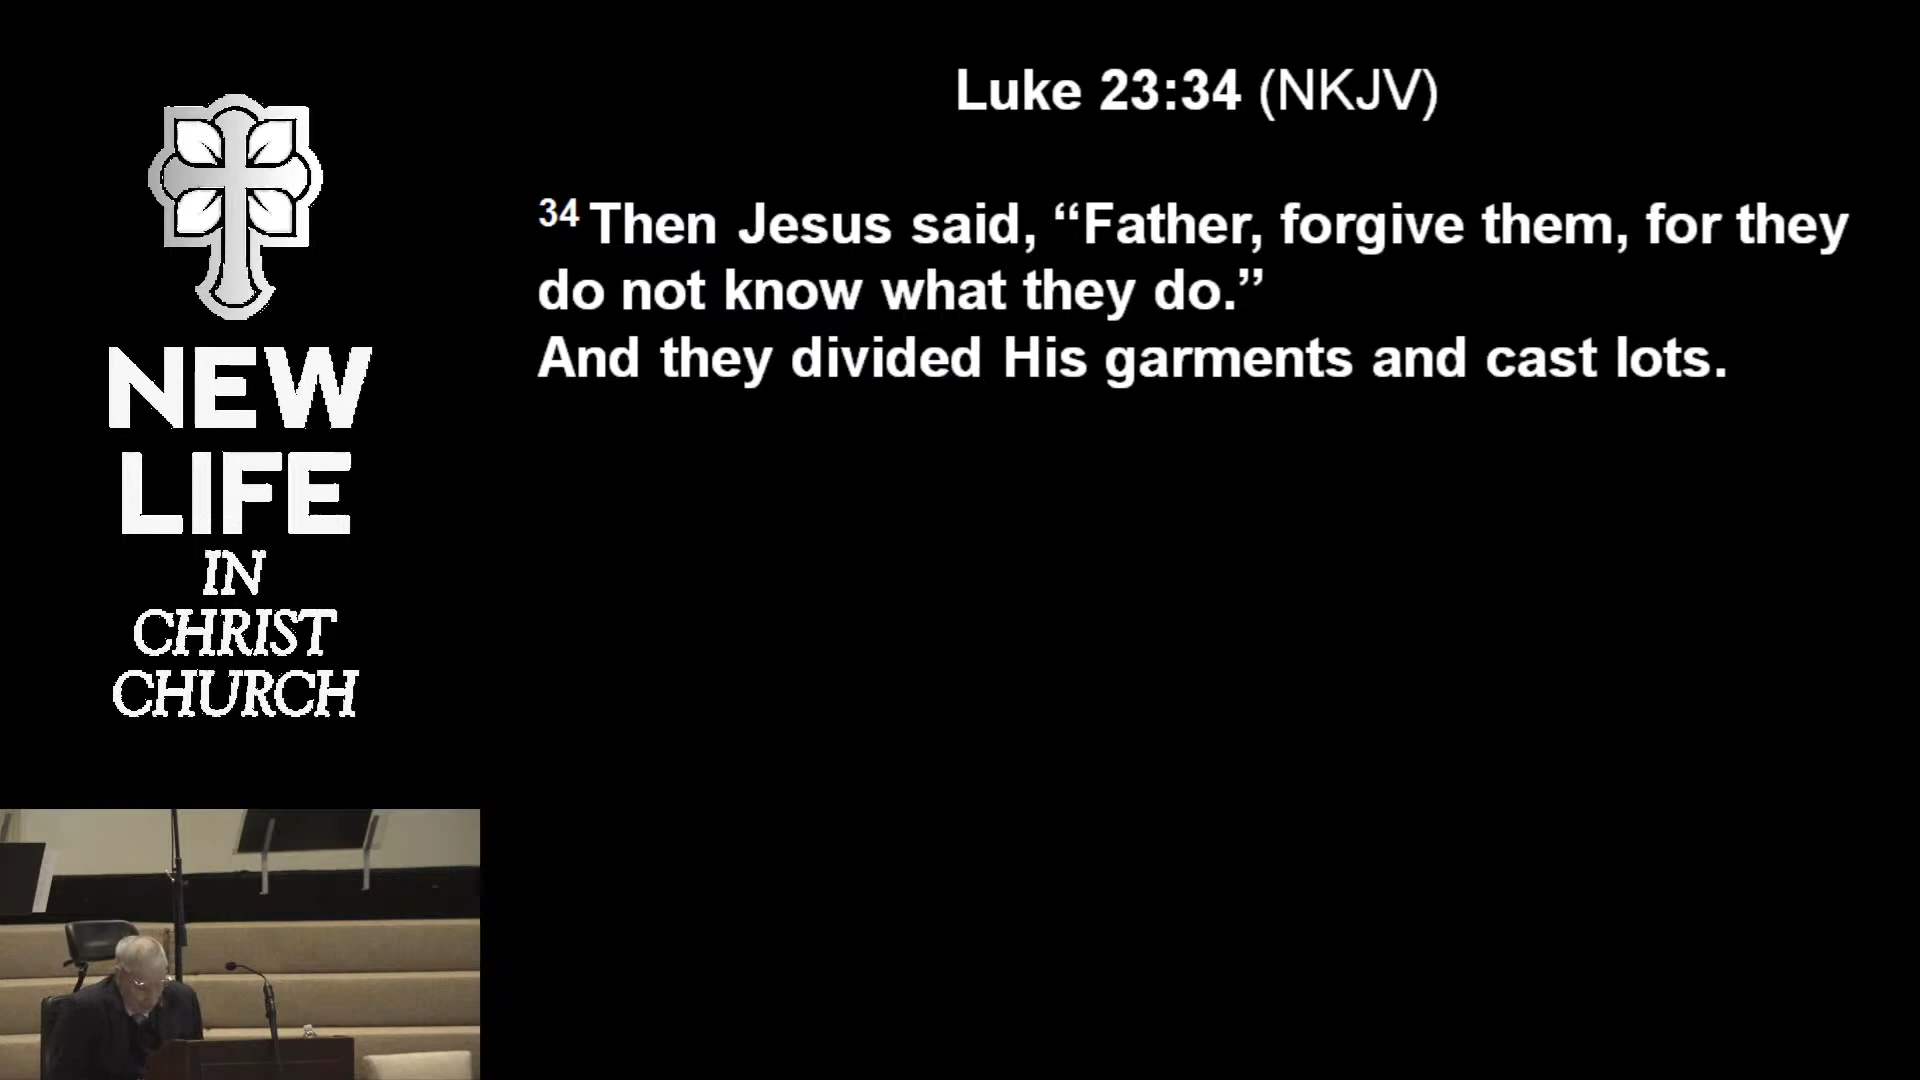 Luke 23:34 (NKJV)
34 Then Jesus said, “Father, forgive them, for they
do not know what they do.”
And they divided His garments and cast lots.
NEW
LIFE
IN
CHRIST
CHURCH